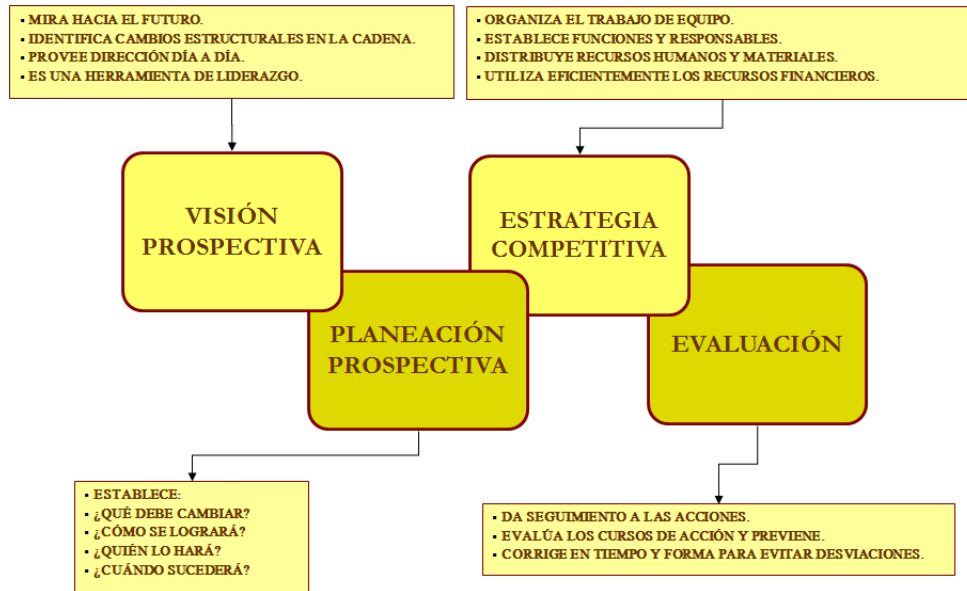 ▪ MIRA HACIA EL FUTURO.
▪ IDENTIFICA CAMBIOS ESTRUCTURALES EN LA CADENA.
▪ PROVEE DIRECCIÓN DÍA A DÍA.
▪ ES UNA HERRAMIENTA DE LIDERAZGO.
▪ ORGANIZA EL TRABAJO DE EQUIPO.
▪ ESTABLECE FUNCIONES Y RESPONSABLES.
▪ DISTRIBUYE RECURSOS HUMANOS Y MATERIALES.
▪ UTILIZA EFICIENTEMENTE LOS RECURSOS FINANCIEROS.
VISIÓN
PROSPECTIVA
ESTRATEGIA
COMPETITIVA
PLANEACIÓN
PROSPECTIVA
EVALUACIÓN
▪ ESTABLECE:
▪ ¿QUÉ DEBE CAMBIAR?
▪ ¿CÓMO SE LOGRARÁ?
▪ ¿QUIÉN LO HARÁ?
▪ ¿CUÁNDO SUCEDERÁ?
▪ DA SEGUIMIENTO A LAS ACCIONES.
▪ EVALÚA LOS CURSOS DE ACCIÓN Y PREVIENE.
▪ CORRIGE EN TIEMPO Y FORMA PARA EVITAR DESVIACIONES.